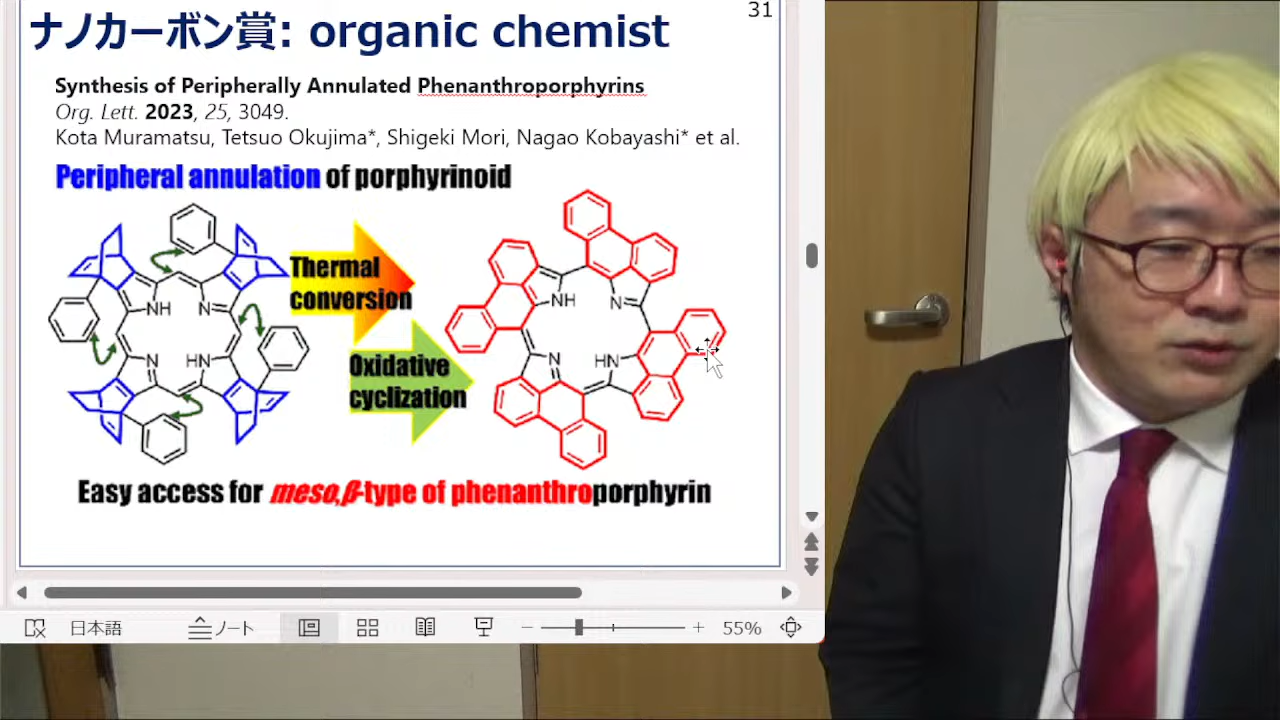 31
ナノカーボン賞: organic chemist
Synthesis of Peripherally Annulated Phenanthroporphyrins
Org. Lett. 2023, 25, 3049.
Kota Muramatsu, Tetsuo Okujima*, Shigeki Mori, Nagao Kobayashi* et al.
Peripheral annulation of porphyrinoid
Thermal
conversion
NH N
NH N
Oxidative
cyclization
N HN
N HN
Easy access for meso,β-type of phenanthroporphyrin
日本語 ノート 55%